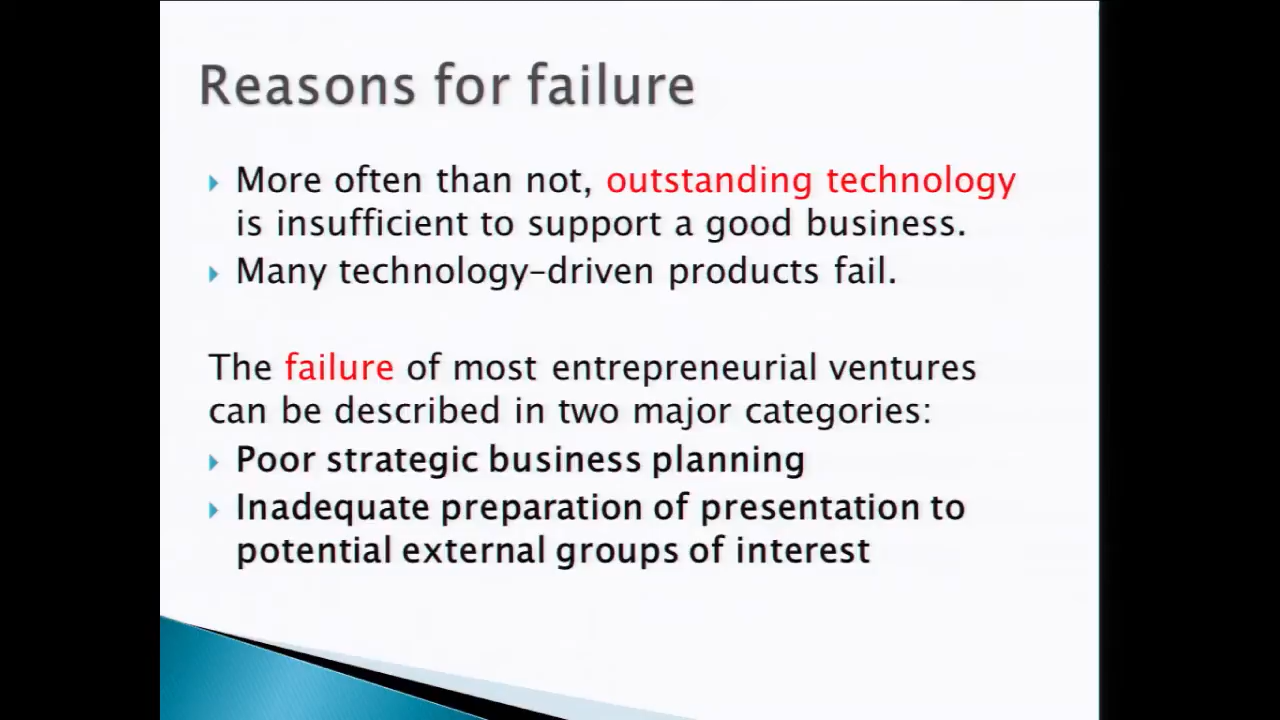 Reasons for failure
More often than not, outstanding technology
is insufficient to support a good business.
Many technology-driven products fail.
The failure of most entrepreneurial ventures
can be described in two major categories:
Poor strategic business planning
Inadequate preparation of presentation to
potential external groups of interest